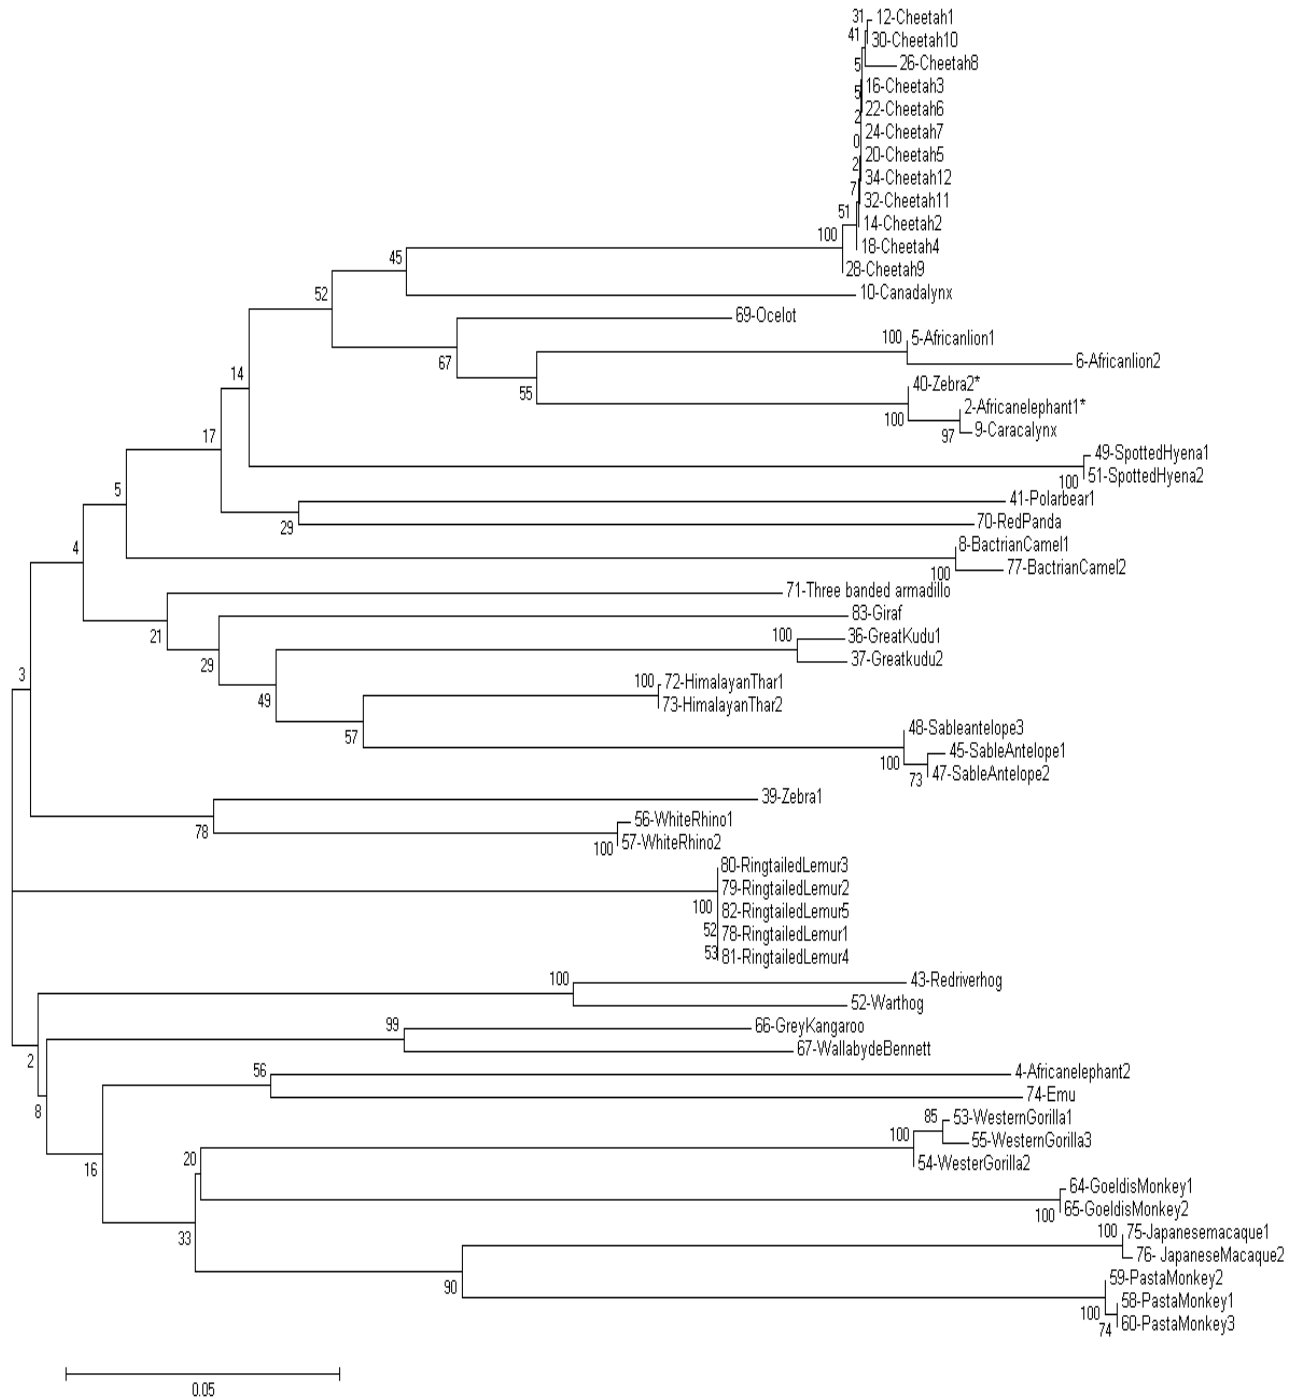 31 12-Cheetah1
41 30-Cheetah10
5 26-Cheetah8
16-Cheetah3
5 22-Cheetah6
2 24-Cheetah7
0 20-Cheetah5
2 34-Cheetah12
7 32-Cheetah11
51 14-Cheetah2
100 18-Cheetah4
45 28-Cheetah9
52 10-Canadalynx
69-Ocelot
100 5-Africanlion1
67 6-Africanlion2
14 55 40-Zebra2*
100 2-Africanelephant1*
17 97 9-Caracalynx
49-SpottedHyena1
100 51-SpottedHyena2
5 41-Polarbear1
29 70-RedPanda
4 8-BactrianCamel1
100 77-BactrianCamel2
71-Three banded armadillo
83-Giraf
21 100 36-GreatKudu1
29 37-Greatkudu2
3 100 72-HimalayanThar1
49 73-HimalayanThar2
57 48-Sableantelope3
100 45-SableAntelope1
73 47-SableAntelope2
39-Zebra1
78 56-WhiteRhino1
100 57-WhiteRhino2
80-RingtailedLemur3
79-RingtailedLemur2
100 82-RingtailedLemur5
52 78-RingtailedLemur1
53 81-RingtailedLemur4
100 43-Redriverhog
52-Warthog
99 66-GreyKangaroo
2 67-WallabydeBennett
56 4-Africanelephant2
8 74-Emu
85 53-WesternGorilla1
100 55-WesternGorilla3
20 54-WesterGorilla2
16 64-GoeldisMonkey1
100 65-GoeldisMonkey2
33 100 75-Japanesemacaque1
76- JapaneseMacaque2
90 59-PastaMonkey2
100 58-PastaMonkey1
74 60-PastaMonkey3
0.05